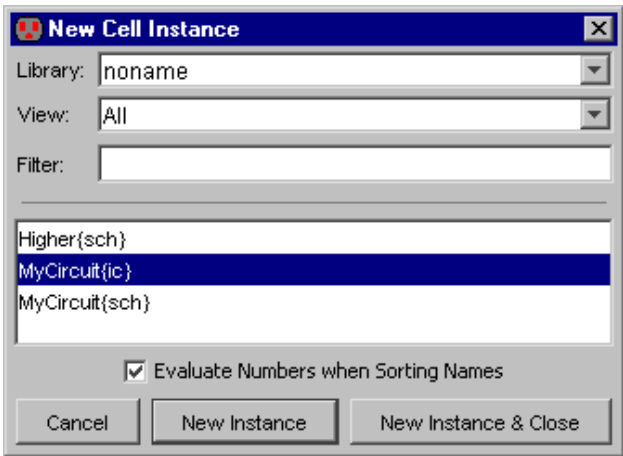 New Cell Instance
Library: noname
View: All
Filter:
Higher{sch}
MyCircuit{ic}
MyCircuit{sch}
Evaluate Numbers when Sorting Names
Cancel New Instance New Instance & Close